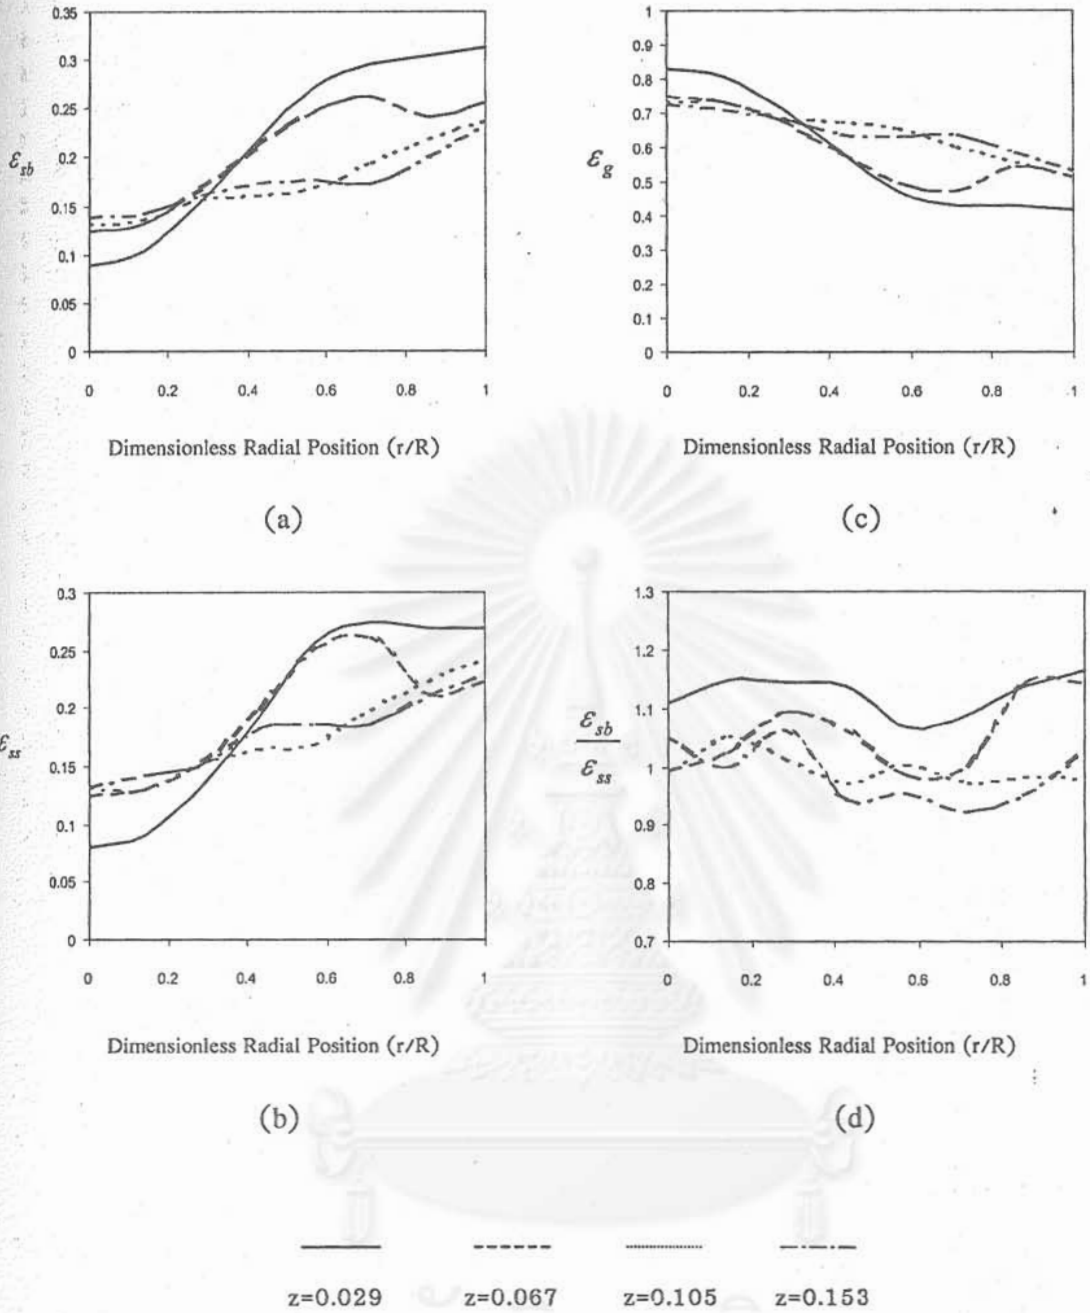 0.35
0.3
0.25
0.2
0.15
0.1
0.05
0
ε_sb
0 0.2 0.4 0.6 0.8 1
Dimensionless Radial Position (r/R)
(a)
1
0.9
0.8
0.7
0.6
0.5
0.4
0.3
0.2
0.1
0
ε_g
0 0.2 0.4 0.6 0.8 1
Dimensionless Radial Position (r/R)
(c)
0.3
0.25
0.2
0.15
0.1
0.05
0
ε_ss
0 0.2 0.4 0.6 0.8 1
Dimensionless Radial Position (r/R)
(b)
1.3
1.2
1.1
1
0.9
0.8
0.7
ε_sb
ε_ss
0 0.2 0.4 0.6 0.8 1
Dimensionless Radial Position (r/R)
(d)
z=0.029 z=0.067 z=0.105 z=0.153